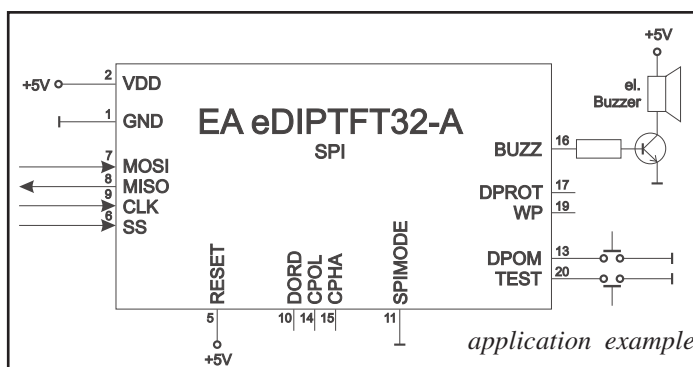 +5V
2
+5V
VDD
1
GND
EA eDIPTFT32-A
SPI
el.
Buzzer
7
MOSI
8
MISO
9
CLK
6
SS
BUZZ
16
DPROT
17
WP
19
DPOM
13
TEST
20
RESET
DORD
CPOL
CPHA
SPIMODE
5
10
14
15
11
+5V
application example